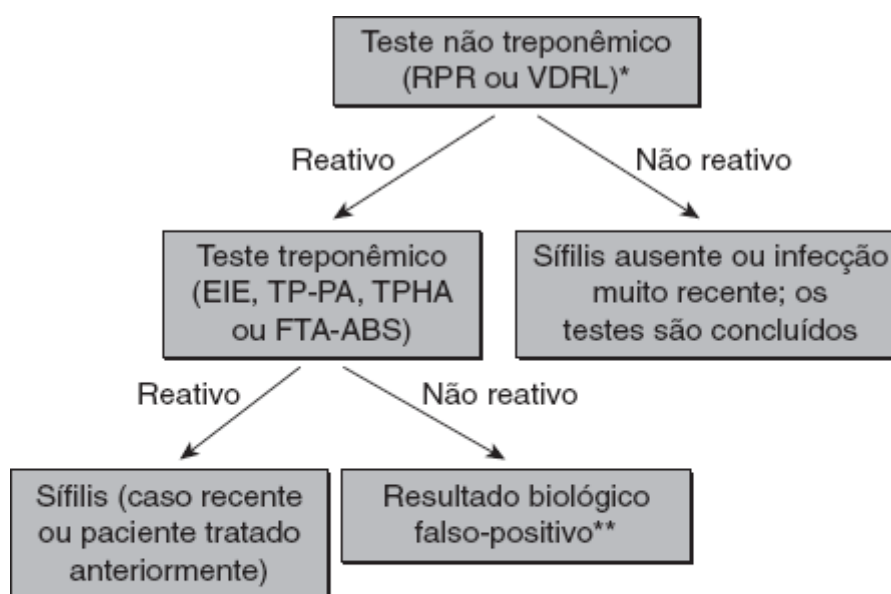 Teste não treponêmico
(RPR ou VDRL)*
Reativo
Não reativo
Teste treponêmico
(EIE, TP-PA, TPHA
ou FTA-ABS)
Sífilis ausente ou infecção
muito recente; os
testes são concluídos
Reativo
Não reativo
Sífilis (caso recente
ou paciente tratado
anteriormente)
Resultado biológico
falso-positivo**